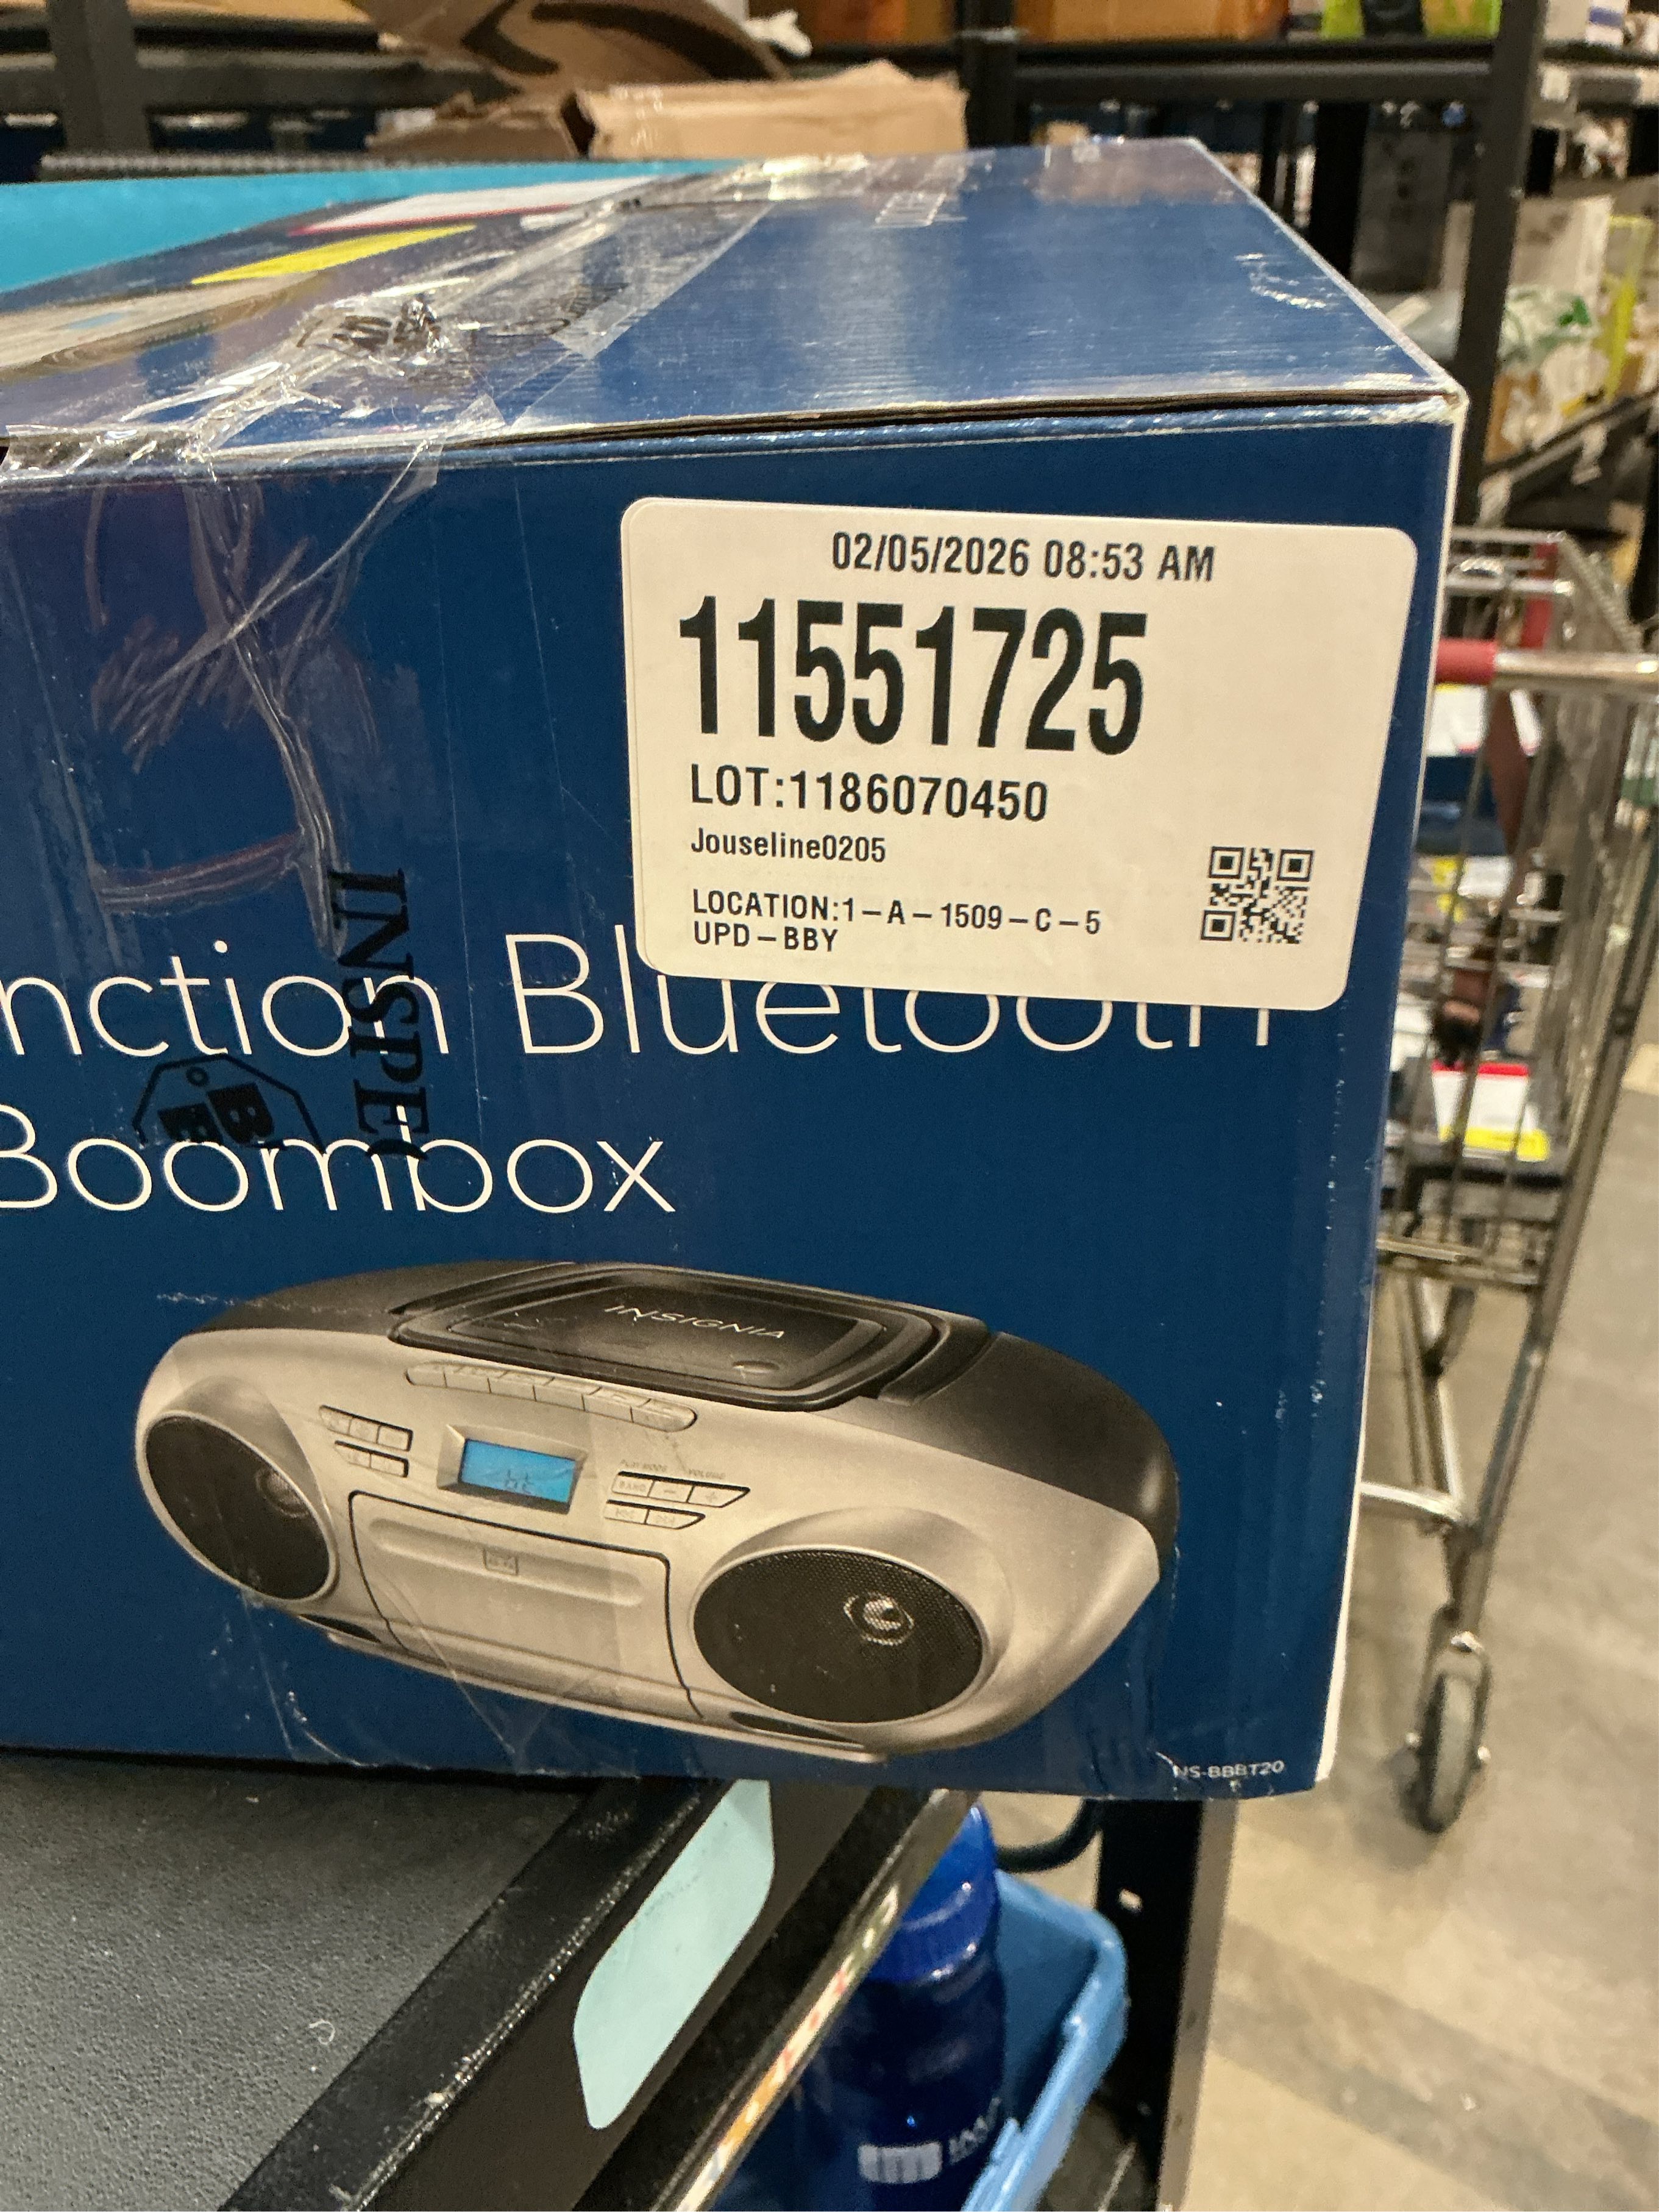 02/05/2026 08:53 AM
11551725
LOT:1186070450
Jouseline0205
LOCATION:1-A-1509-C-5
UPD-BBY
nction Bluetooth
Boombox
INSPEC
INSIGNIA
NS-BBBT20